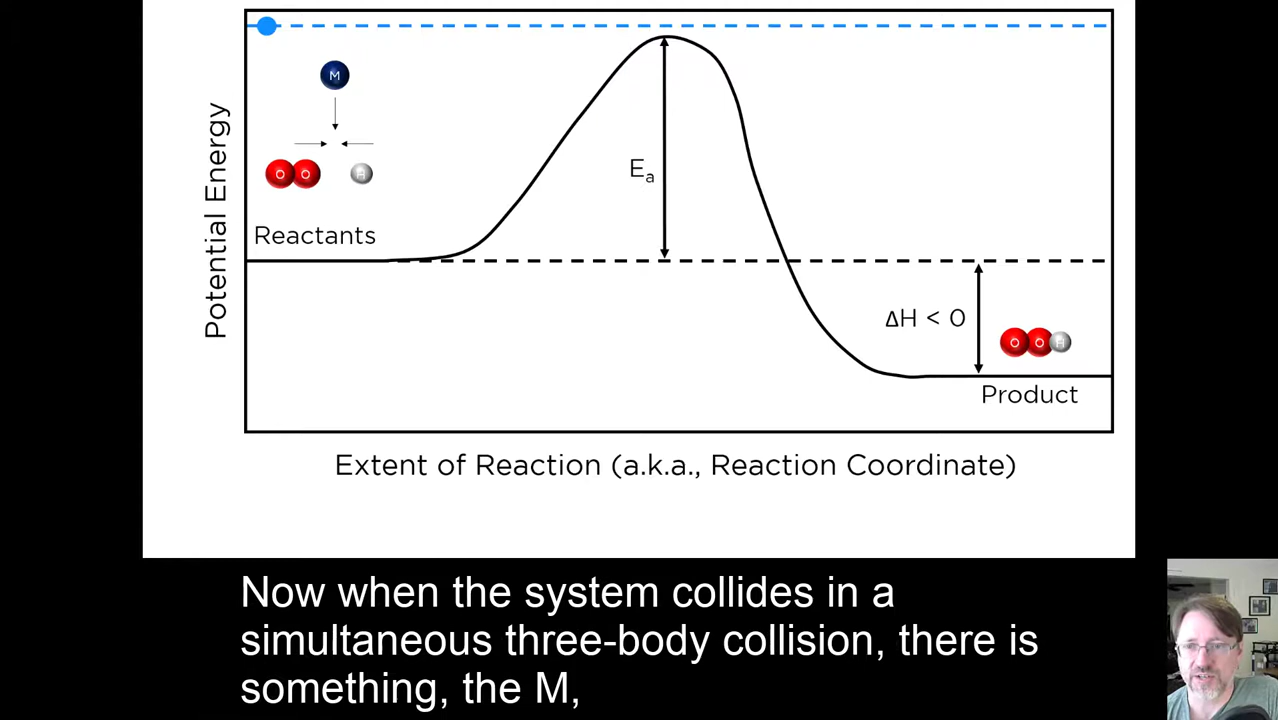 M
O O H
Reactants
Potential Energy
Eₐ
ΔH < 0
O O H
Product
Extent of Reaction (a.k.a., Reaction Coordinate)
Now when the system collides in a
simultaneous three-body collision, there is
something, the M,